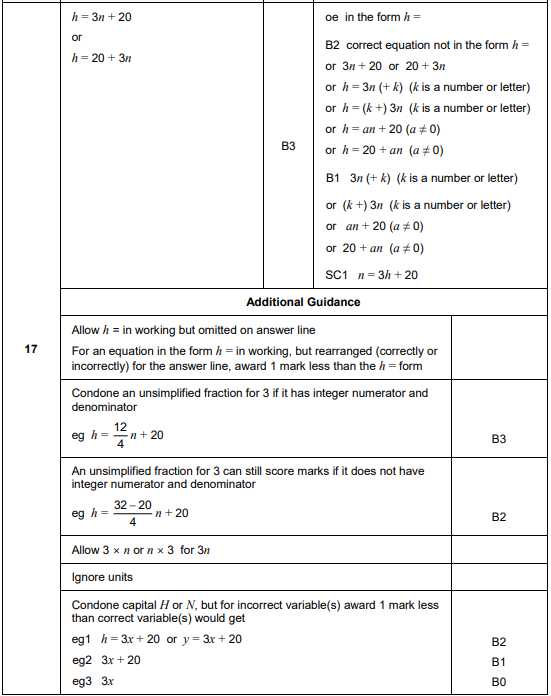 h = 3n + 20
or
h = 20 + 3n
B3
oe in the form h =
B2 correct equation not in the form h =
or 3n + 20 or 20 + 3n
or h = 3n (+ k) (k is a number or letter)
or h = (k +) 3n (k is a number or letter)
or h = an + 20 (a ≠ 0)
or h = 20 + an (a ≠ 0)
B1 3n (+ k) (k is a number or letter)
or (k +) 3n (k is a number or letter)
or an + 20 (a ≠ 0)
or 20 + an (a ≠ 0)
SC1 n = 3h + 20
17
Additional Guidance
Allow h = in working but omitted on answer line
For an equation in the form h = in working, but rearranged (correctly or
incorrectly) for the answer line, award 1 mark less than the h = form
Condone an unsimplified fraction for 3 if it has integer numerator and
denominator
eg h = 12/4 n + 20
B3
An unsimplified fraction for 3 can still score marks if it does not have
integer numerator and denominator
eg h = (32 – 20)/4 n + 20
B2
Allow 3 × n or n × 3 for 3n
Ignore units
Condone capital H or N, but for incorrect variable(s) award 1 mark less
than correct variable(s) would get
eg1 h = 3x + 20 or y = 3x + 20
B2
eg2 3x + 20
B1
eg3 3x
B0